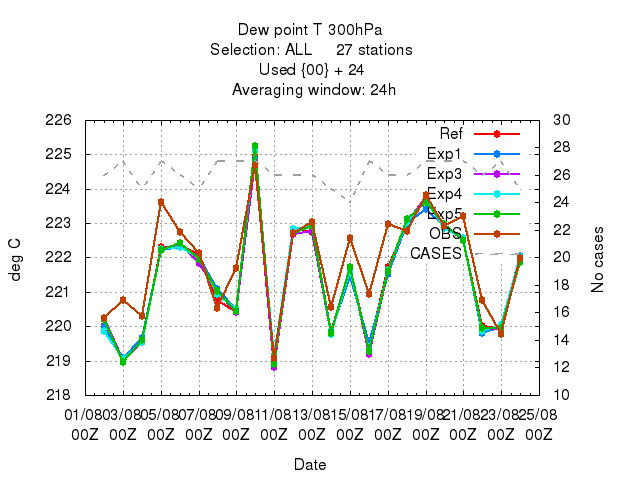 Dew point T 300hPa
Selection: ALL 27 stations
Used {00} + 24
Averaging window: 24h
226 30
Ref
225 28
Exp1
224 26
Exp3
24
Exp4
223 22
Exp5
OBS
222 20
CASES
221 18
220 16
14
219 12
218 10
deg C
No cases
01/08 03/08 05/08 07/08 09/08 11/08 13/08 15/08 17/08 19/08 21/08 23/08 25/08
00Z 00Z 00Z 00Z 00Z 00Z 00Z 00Z 00Z 00Z 00Z 00Z 00Z
Date